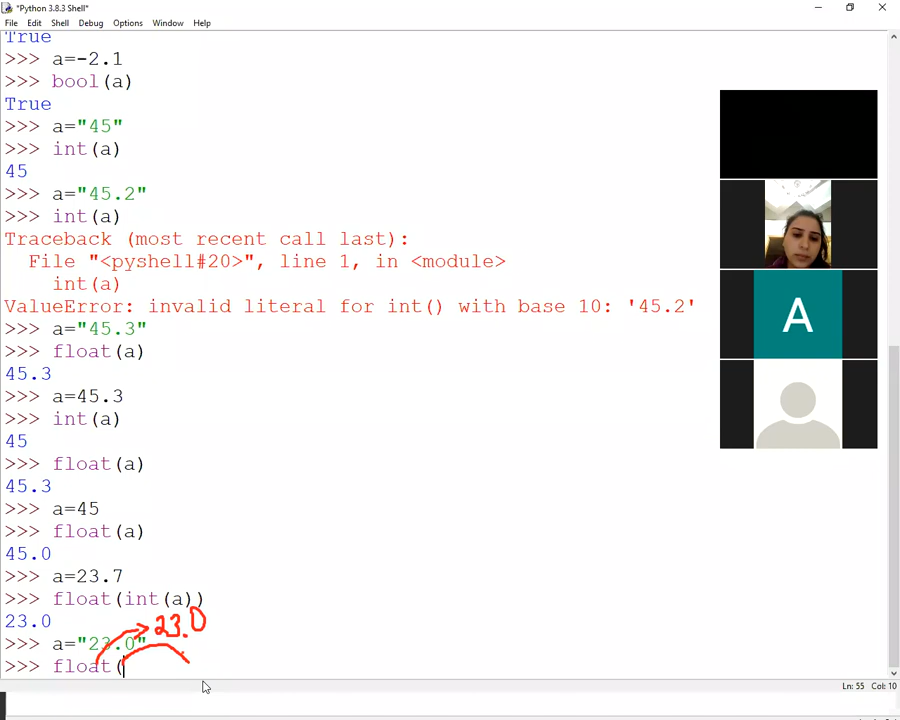 *Python 3.8.3 Shell*
File Edit Shell Debug Options Window Help
True
>>> a=-2.1
>>> bool(a)
True
>>> a="45"
>>> int(a)
45
>>> a="45.2"
>>> int(a)
Traceback (most recent call last):
  File "<pyshell#20>", line 1, in <module>
    int(a)
ValueError: invalid literal for int() with base 10: '45.2'
>>> a="45.3"
>>> float(a)
45.3
>>> a=45.3
>>> int(a)
45
>>> float(a)
45.3
>>> a=45
>>> float(a)
45.0
>>> a=23.7
>>> float(int(a))
23.0
23.0
>>> a="23.0"
>>> float(
A
Ln: 55 Col: 10